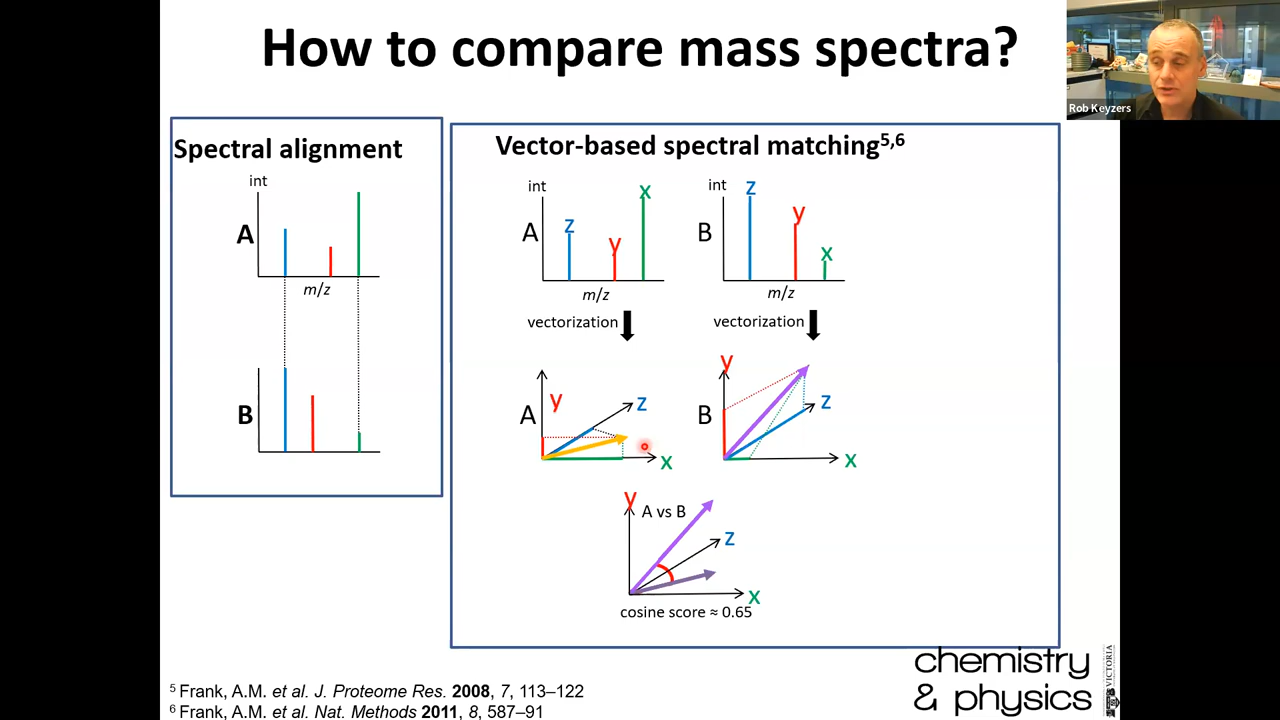 How to compare mass spectra?
Rob Keyzers
Spectral alignment
int
A
m/z
B
Vector-based spectral matching5,6
int
A
z
y
x
m/z
int
B
z
y
x
m/z
vectorization
vectorization
A
y
z
x
B
y
z
x
y
A vs B
z
x
cosine score ≈ 0.65
chemistry
& physics
VICTORIA
5 Frank, A.M. et al. J. Proteome Res. 2008, 7, 113–122
6 Frank, A.M. et al. Nat. Methods 2011, 8, 587–91